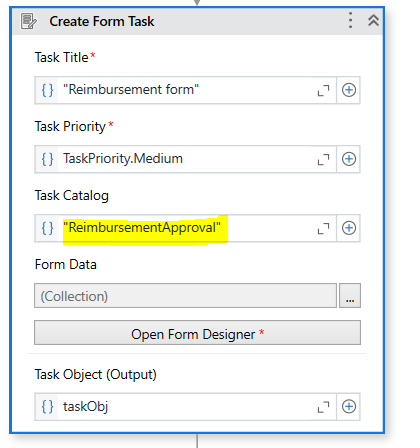 Create Form Task
Task Title*
{} "Reimbursement form"
Task Priority*
{} TaskPriority.Medium
Task Catalog
{} "ReimbursementApproval"
Form Data
(Collection) ...
Open Form Designer *
Task Object (Output)
{} taskObj